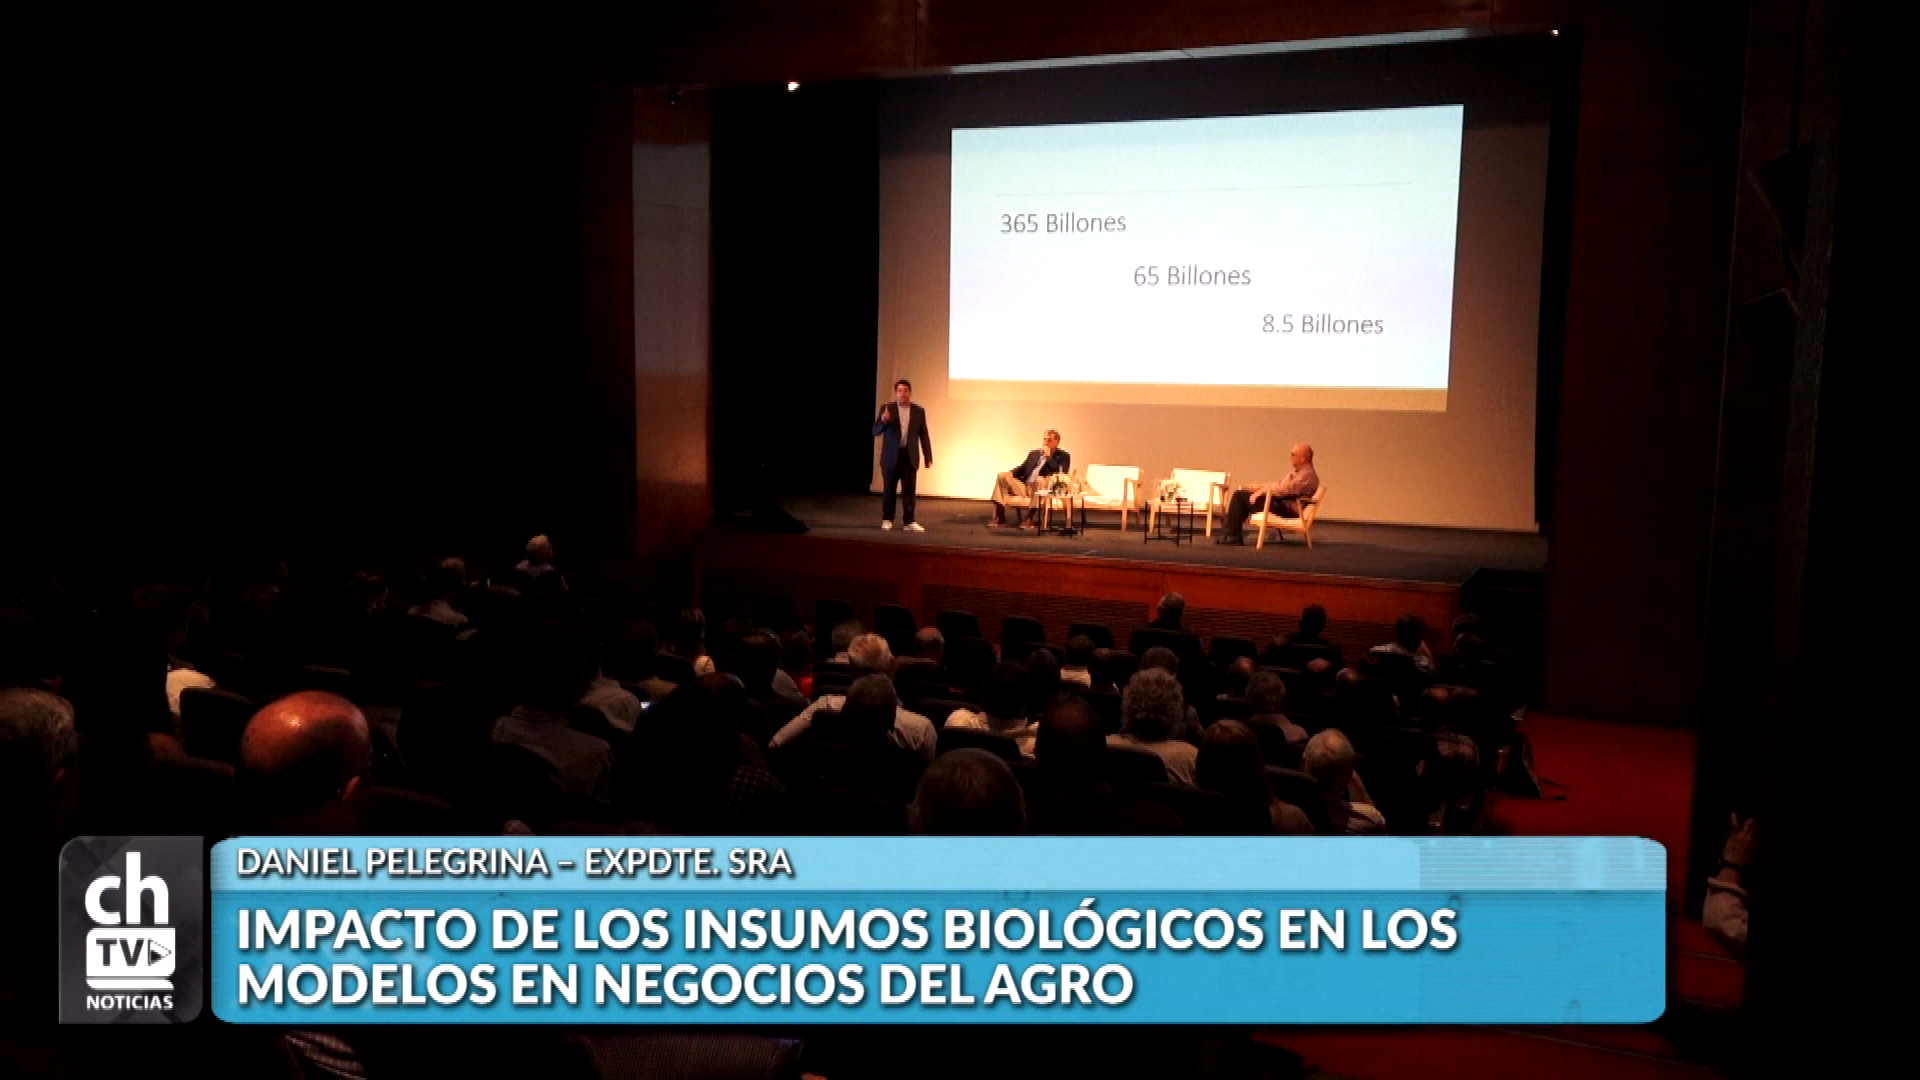 365 Billones
65 Billones
8.5 Billones
DANIEL PELEGRINA – EXPDTE. SRA
ch
TV
NOTICIAS
IMPACTO DE LOS INSUMOS BIOLÓGICOS EN LOS
MODELOS EN NEGOCIOS DEL AGRO